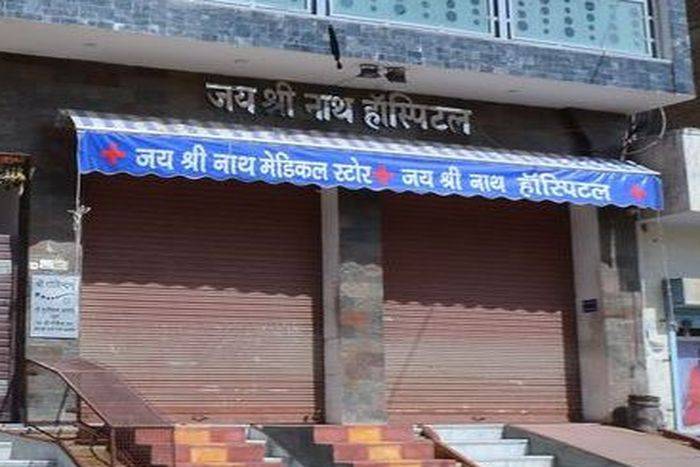 जय श्री नाथ हॉस्पिटल
जय श्री नाथ मेडिकल स्टोर जय श्री नाथ हॉस्पिटल